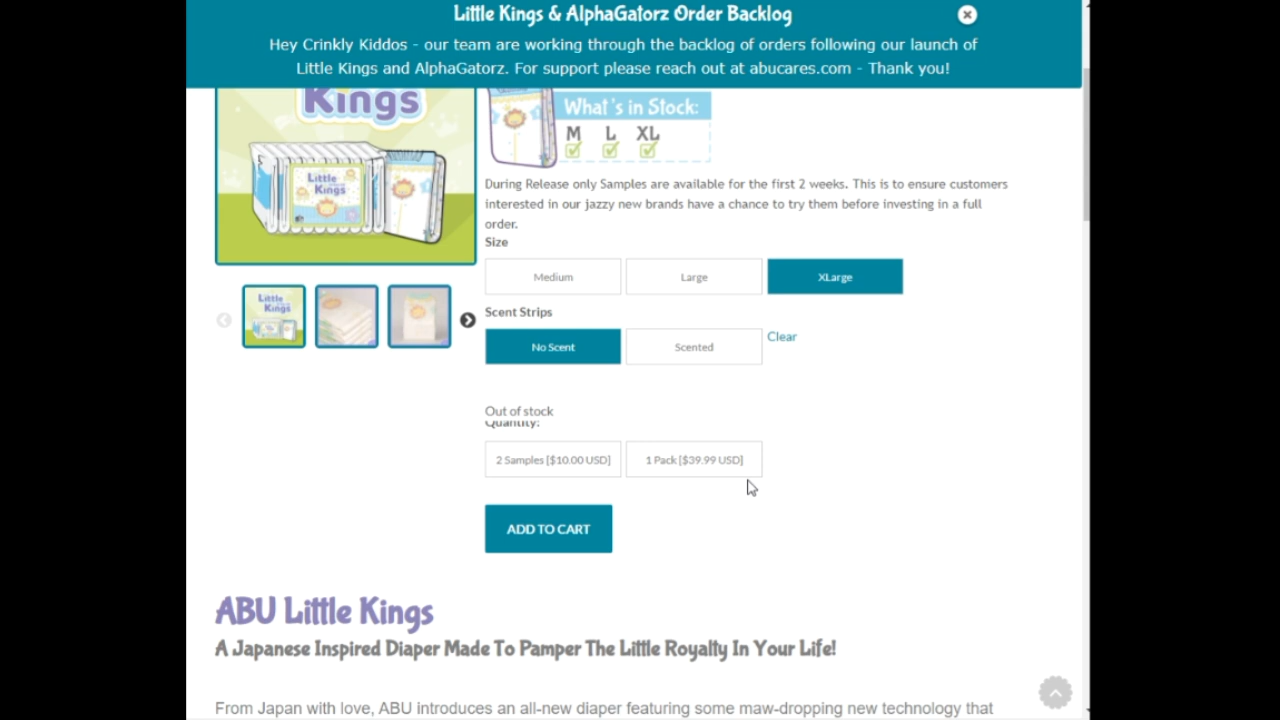 Little Kings & AlphaGatorz Order Backlog
Hey Crinkly Kiddos - our team are working through the backlog of orders following our launch of
Little Kings and AlphaGatorz. For support please reach out at abucares.com - Thank you!
Kings
Little
Kings
What's in Stock:
M L XL
During Release only Samples are available for the first 2 weeks. This is to ensure customers
interested in our jazzy new brands have a chance to try them before investing in a full
order.
Size
Medium Large XLarge
Little
Kings
Scent Strips
No Scent Scented Clear
Out of stock
Quantity:
2 Samples [$10.00 USD] 1 Pack [$39.99 USD]
ADD TO CART
ABU Little Kings
A Japanese Inspired Diaper Made To Pamper The Little Royalty In Your Life!
From Japan with love, ABU introduces an all-new diaper featuring some maw-dropping new technology that